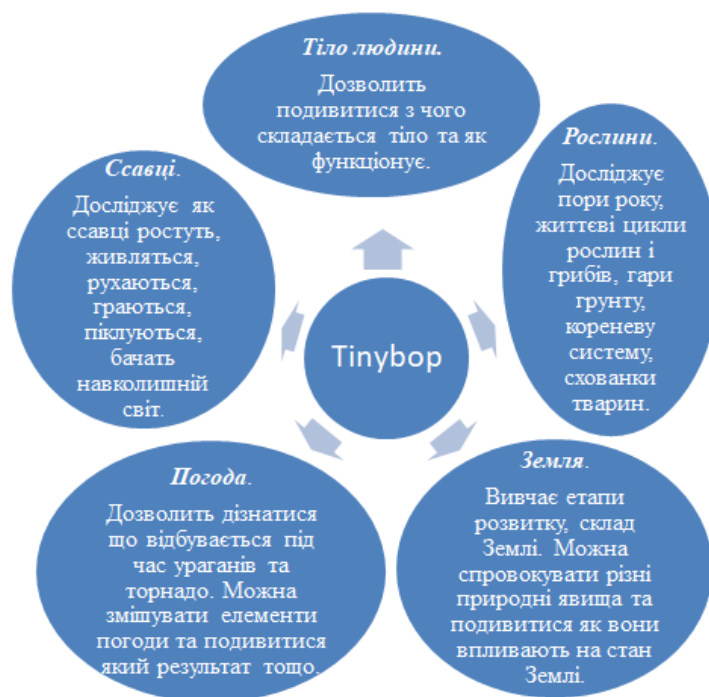 Тіло людини.
Дозволить
подивитися з чого
складається тіло та як
функціонує.
Рослини.
Досліджує
пори року,
життєві цикли
рослин і
грибів, гари
грунту,
кореневу
систему,
схованки
тварин.
Земля.
Вивчає етапи
розвитку, склад
Землі. Можна
спровокувати різні
природні явища та
подивитися як вони
впливають на стан
Землі.
Погода.
Дозволить дізнатися
що відбувається під
час ураганів та
торнадо. Можна
змішувати елементи
погоди та подивитися
який результат тощо.
Ссавці.
Досліджує як
ссавці ростуть,
живляться,
рухаються,
граються,
піклуються,
бачать
навколишній
світ.
Tinybop